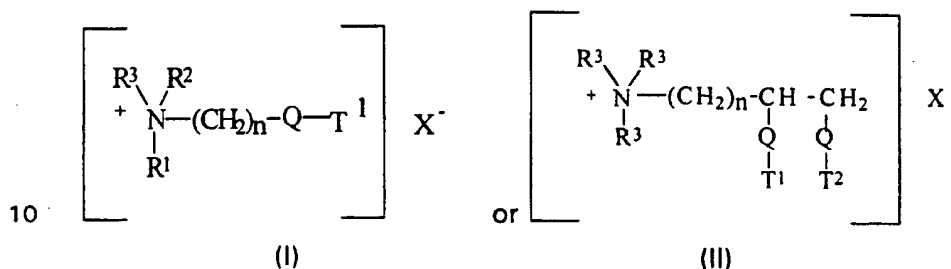 R³ R² R³ R³
+ N—(CH₂)n—Q—T¹ X⁻ + N—(CH₂)n-CH-CH₂ X
R¹ R³ Q Q
T¹ T²
10 or
(I) (II)